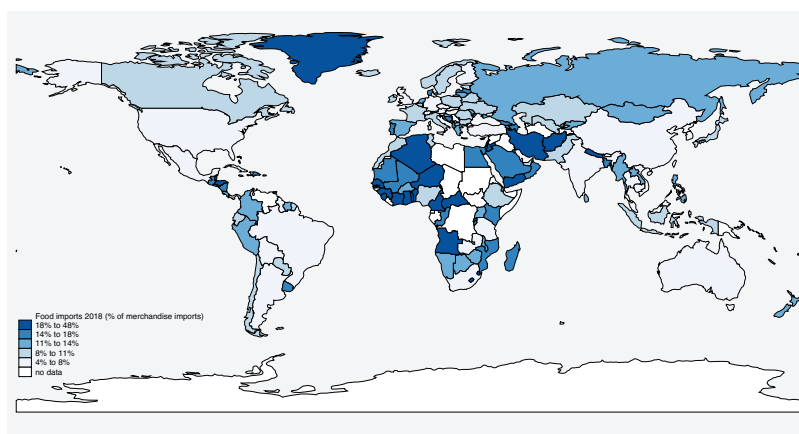 Food imports 2018 (% of merchandise imports)
18% to 48%
14% to 18%
11% to 14%
8% to 11%
4% to 8%
no data